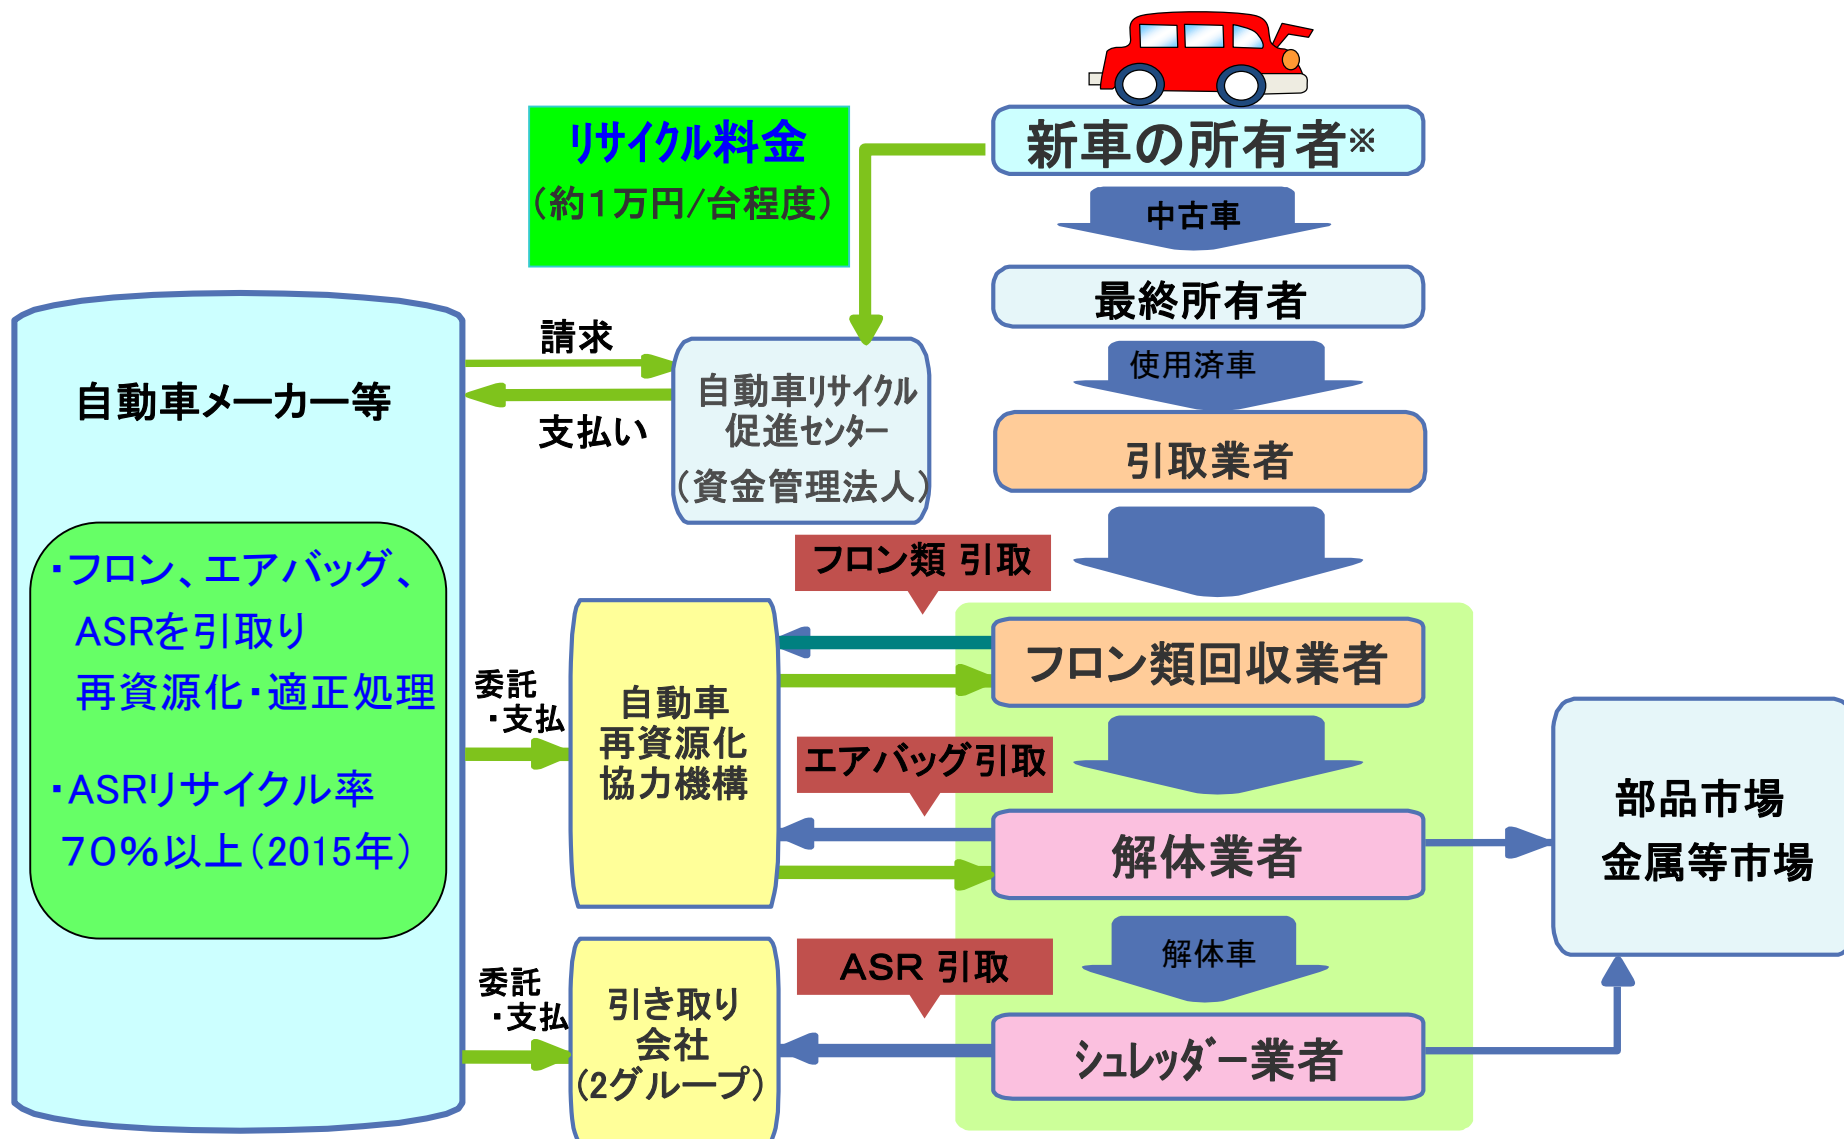 リサイクル料金
（約１万円/台程度）
新車の所有者※
中古車
最終所有者
使用済車
引取業者
請求
支払い
自動車リサイクル
促進センター
（資金管理法人）
自動車メーカー等
・フロン、エアバッグ、
ASRを引取り
再資源化・適正処理
・ASRリサイクル率
７０％以上（2015年）
委託
・支払
自動車
再資源化
協力機構
フロン類 引取
フロン類回収業者
エアバッグ引取
解体業者
解体車
委託
・支払
引き取り
会社
（2グループ）
ＡＳＲ 引取
シュレッダー業者
部品市場
金属等市場